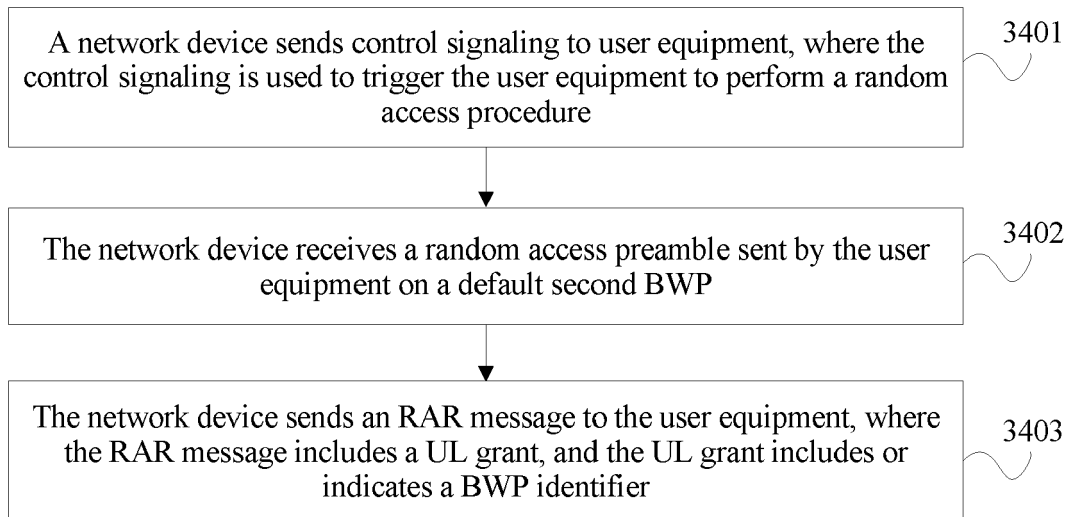 A network device sends control signaling to user equipment, where the
control signaling is used to trigger the user equipment to perform a random
access procedure
3401
The network device receives a random access preamble sent by the user
equipment on a default second BWP
3402
The network device sends an RAR message to the user equipment, where
the RAR message includes a UL grant, and the UL grant includes or
indicates a BWP identifier
3403